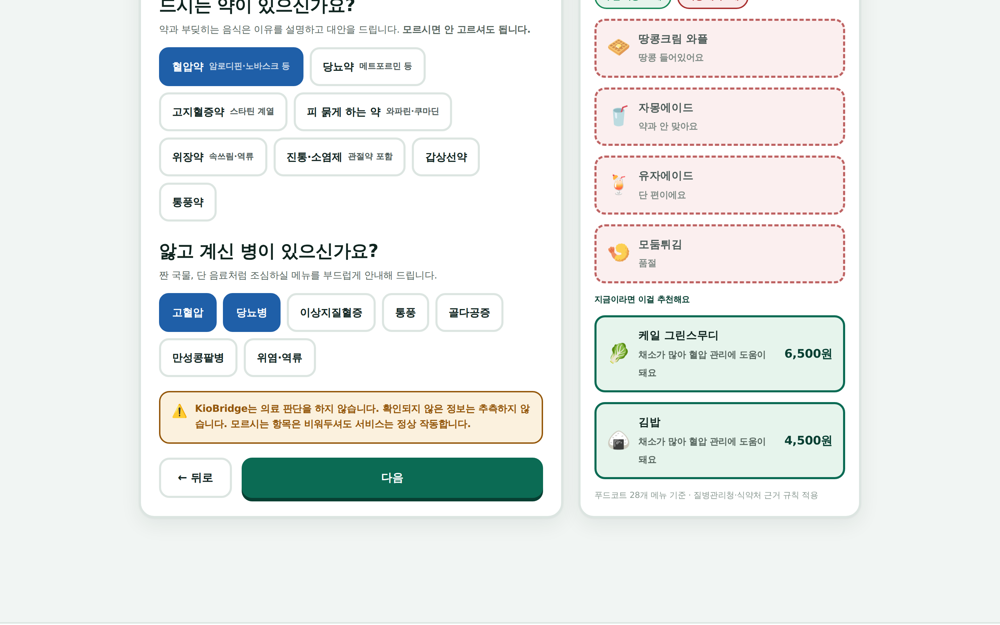 드시는 약이 있으신가요?
약과 부딪히는 음식은 이유를 설명하고 대안을 드립니다. 모르시면 안 고르셔도 됩니다.
혈압약 암로디핀·노바스크 등
당뇨약 메트포르민 등
고지혈증약 스타틴 계열
피 묽게 하는 약 와파린·쿠마딘
위장약 속쓰림·역류
진통·소염제 관절약 포함
갑상선약
통풍약
앓고 계신 병이 있으신가요?
짠 국물, 단 음료처럼 조심하실 메뉴를 부드럽게 안내해 드립니다.
고혈압
당뇨병
이상지질혈증
통풍
골다공증
만성콩팥병
위염·역류
KioBridge는 의료 판단을 하지 않습니다. 확인되지 않은 정보는 추측하지 않
습니다. 모르시는 항목은 비워두셔도 서비스는 정상 작동합니다.
← 뒤로
다음
땅콩크림 와플
땅콩 들어있어요
자몽에이드
약과 안 맞아요
유자에이드
단 편이에요
모둠튀김
품절
지금이라면 이걸 추천해요
케일 그린스무디
채소가 많아 혈압 관리에 도움이
돼요
6,500원
김밥
채소가 많아 혈압 관리에 도움이
돼요
4,500원
푸드코트 28개 메뉴 기준 · 질병관리청·식약처 근거 규칙 적용